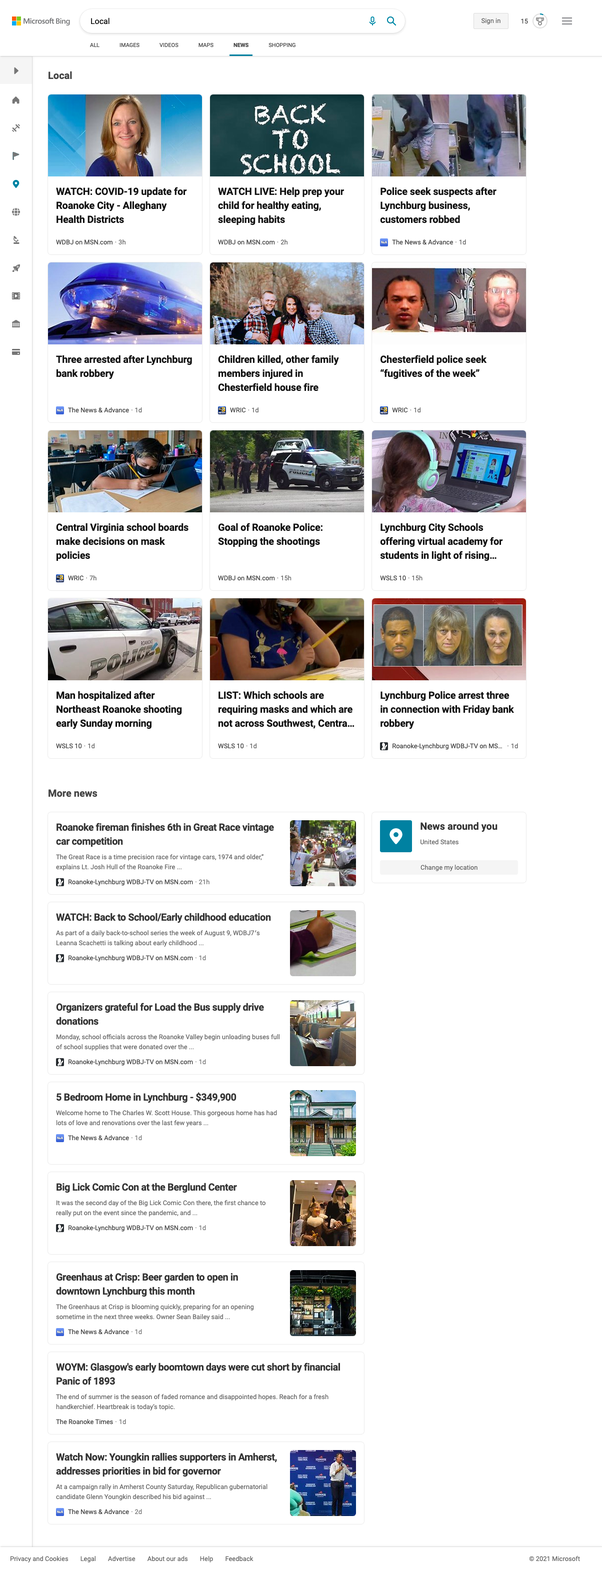 Microsoft Bing
Local
Sign in
15
ALL
IMAGES
VIDEOS
MAPS
NEWS
SHOPPING
Local
BACK
TO
SCHOOL
WATCH: COVID-19 update for
Roanoke City - Alleghany
Health Districts
WDBJ on MSN.com · 3h
WATCH LIVE: Help prep your
child for healthy eating,
sleeping habits
WDBJ on MSN.com · 2h
Police seek suspects after
Lynchburg business,
customers robbed
The News & Advance · 1d
Three arrested after Lynchburg
bank robbery
The News & Advance · 1d
Children killed, other family
members injured in
Chesterfield house fire
WRIC · 1d
Chesterfield police seek
“fugitives of the week”
WRIC · 1d
Central Virginia school boards
make decisions on mask
policies
WRIC · 7h
POLICE
Goal of Roanoke Police:
Stopping the shootings
WDBJ on MSN.com · 15h
Lynchburg City Schools
offering virtual academy for
students in light of rising...
WSLS 10 · 15h
POLICE
Man hospitalized after
Northeast Roanoke shooting
early Sunday morning
WSLS 10 · 1d
LIST: Which schools are
requiring masks and which are
not across Southwest, Centra...
WSLS 10 · 1d
Lynchburg Police arrest three
in connection with Friday bank
robbery
Roanoke-Lynchburg WDBJ-TV on MS... · 1d
More news
Roanoke fireman finishes 6th in Great Race vintage
car competition
The Great Race is a time precision race for vintage cars, 1974 and older,”
explains Lt. Josh Hull of the Roanoke Fire ...
Roanoke-Lynchburg WDBJ-TV on MSN.com · 21h
News around you
United States
Change my location
WATCH: Back to School/Early childhood education
As part of a daily back-to-school series the week of August 9, WDBJ7’s
Leanna Scachetti is talking about early childhood ...
Roanoke-Lynchburg WDBJ-TV on MSN.com · 1d
Organizers grateful for Load the Bus supply drive
donations
Monday, school officials across the Roanoke Valley begin unloading buses full
of school supplies that were donated over the ...
Roanoke-Lynchburg WDBJ-TV on MSN.com · 1d
5 Bedroom Home in Lynchburg - $349,900
Welcome home to The Charles W. Scott House. This gorgeous home has had
lots of love and renovations over the last few years ...
The News & Advance · 1d
Big Lick Comic Con at the Berglund Center
It was the second day of the Big Lick Comic Con there, the first chance to
really put on the event since the pandemic, and ...
Roanoke-Lynchburg WDBJ-TV on MSN.com · 1d
Greenhaus at Crisp: Beer garden to open in
downtown Lynchburg this month
The Greenhaus at Crisp is blooming quickly, preparing for an opening
sometime in the next three weeks. Owner Sean Bailey said ...
The News & Advance · 1d
WOYM: Glasgow's early boomtown days were cut short by financial
Panic of 1893
The end of summer is the season of faded romance and disappointed hopes. Reach for a fresh
handkerchief. Heartbreak is today's topic.
The Roanoke Times · 1d
Watch Now: Youngkin rallies supporters in Amherst,
addresses priorities in bid for governor
At a campaign rally in Amherst County Saturday, Republican gubernatorial
candidate Glenn Youngkin described his bid against ...
The News & Advance · 2d
Privacy and Cookies
Legal
Advertise
About our ads
Help
Feedback
© 2021 Microsoft